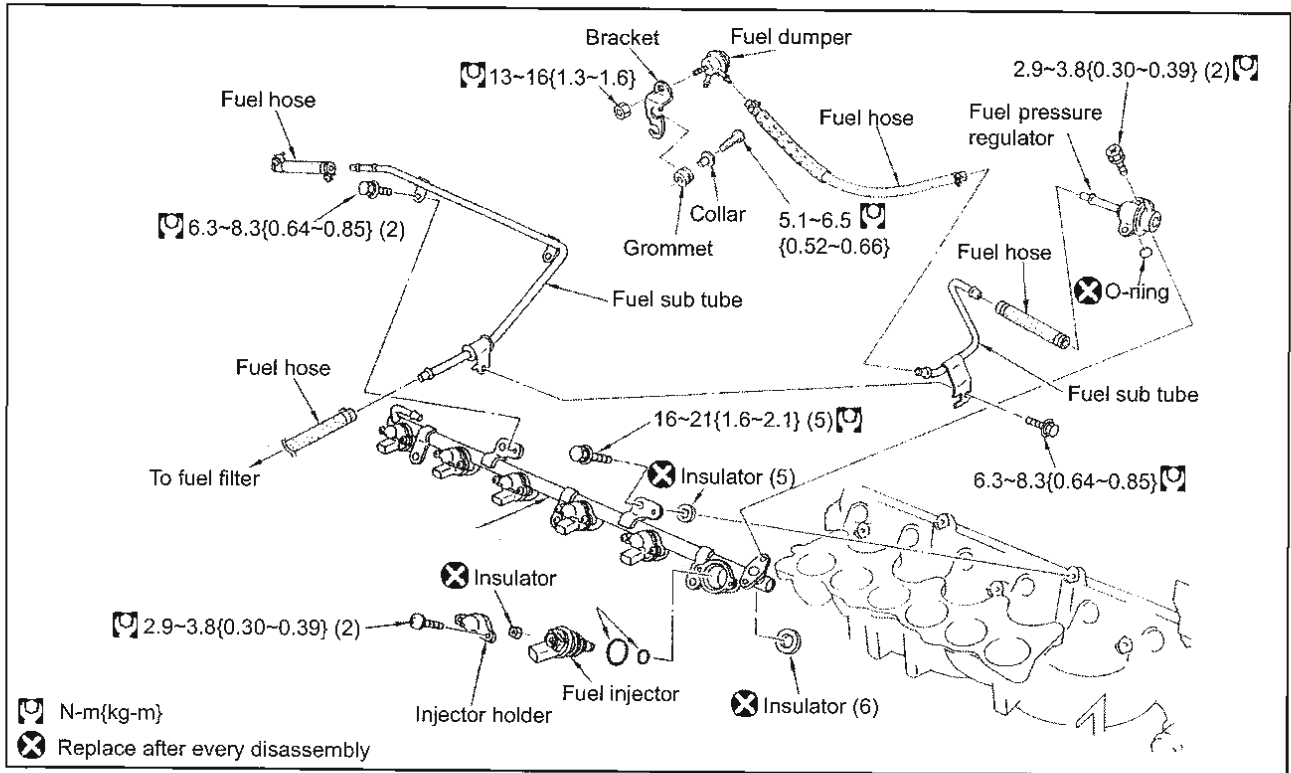 Bracket
Fuel dumper
13~16{1.3~1.6}
2.9~3.8{0.30~0.39} (2)
Fuel hose
Fuel hose
Fuel pressure
regulator
6.3~8.3{0.64~0.85} (2)
Collar
Grommet
5.1~6.5
{0.52~0.66}
Fuel hose
O-ring
Fuel sub tube
Fuel hose
Fuel sub tube
16~21{1.6~2.1} (5)
Insulator (5)
To fuel filter
6.3~8.3{0.64~0.85}
Insulator
2.9~3.8{0.30~0.39} (2)
Fuel injector
Injector holder
Insulator (6)
N-m{kg-m}
Replace after every disassembly